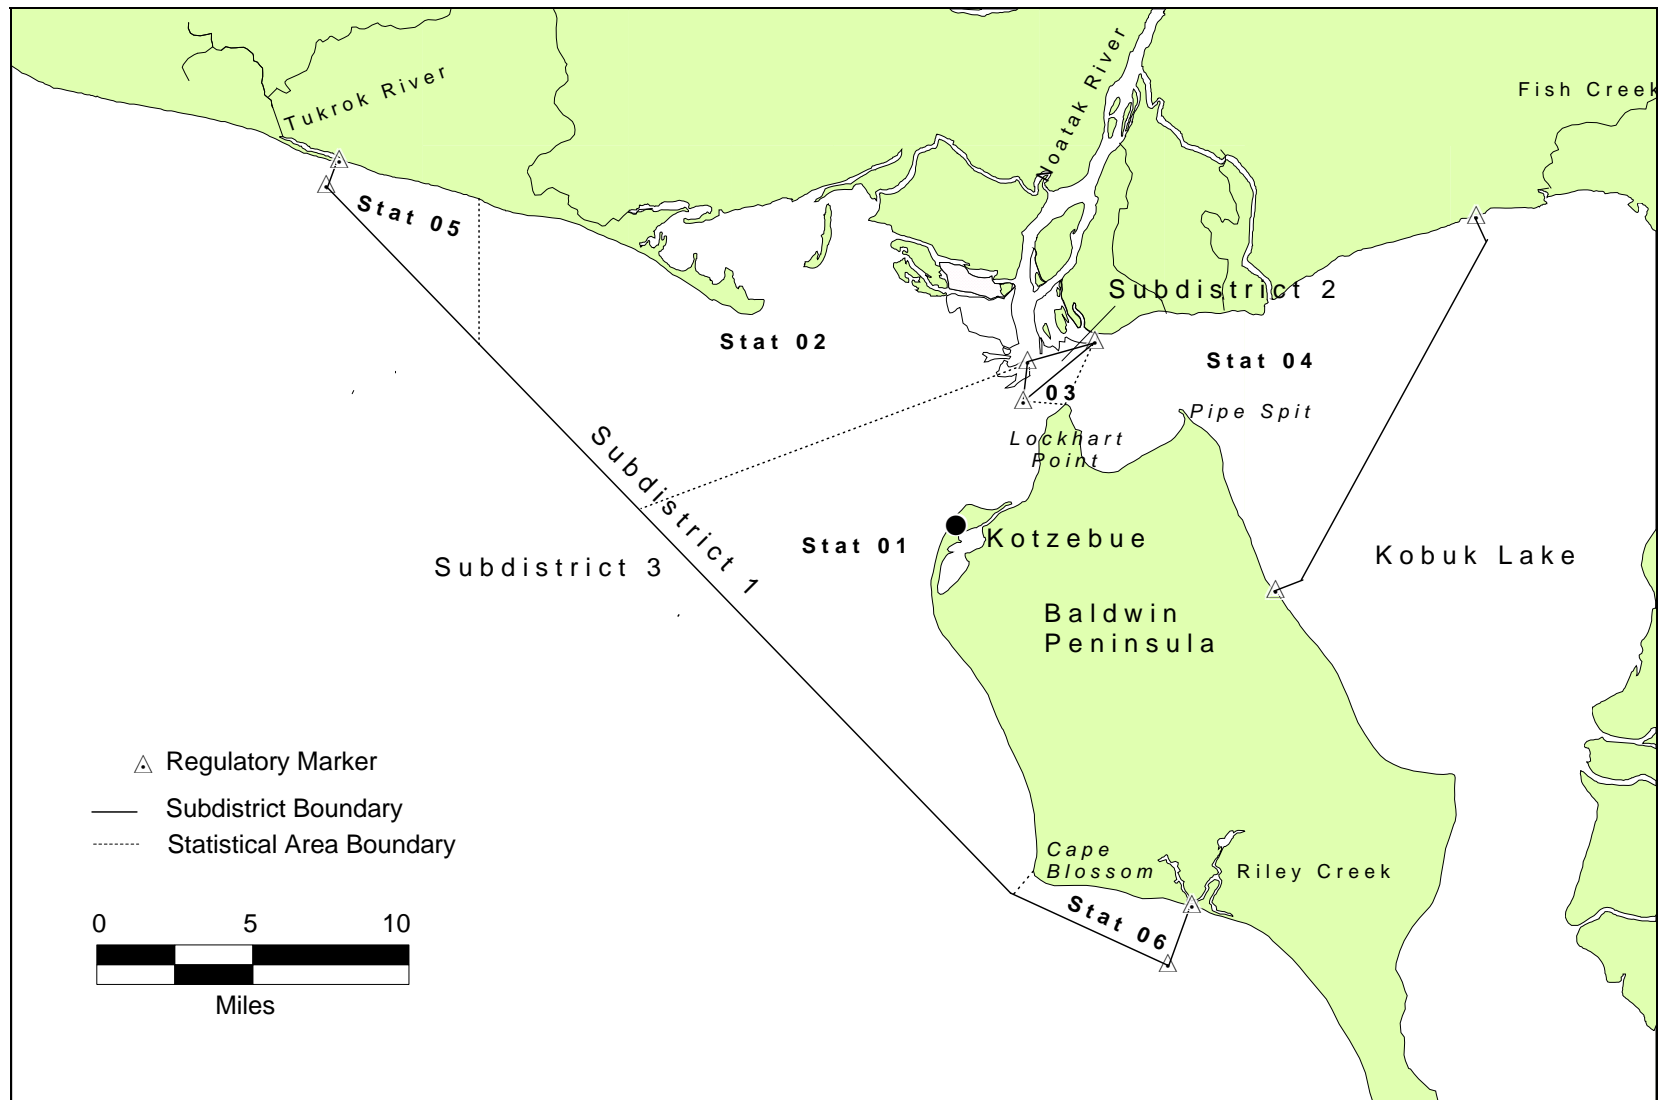 Tukrok River
Noatak River
Fish Creek
Stat 05
Subdistrict 2
Stat 02
Stat 04
03
Pipe Spit
Lockhart
Point
Subdistrict 1
Stat 01
Kotzebue
Subdistrict 3
Kobuk Lake
Baldwin
Peninsula
Regulatory Marker
Subdistrict Boundary
Statistical Area Boundary
Cape
Blossom
Riley Creek
Stat 06
0 5 10
Miles